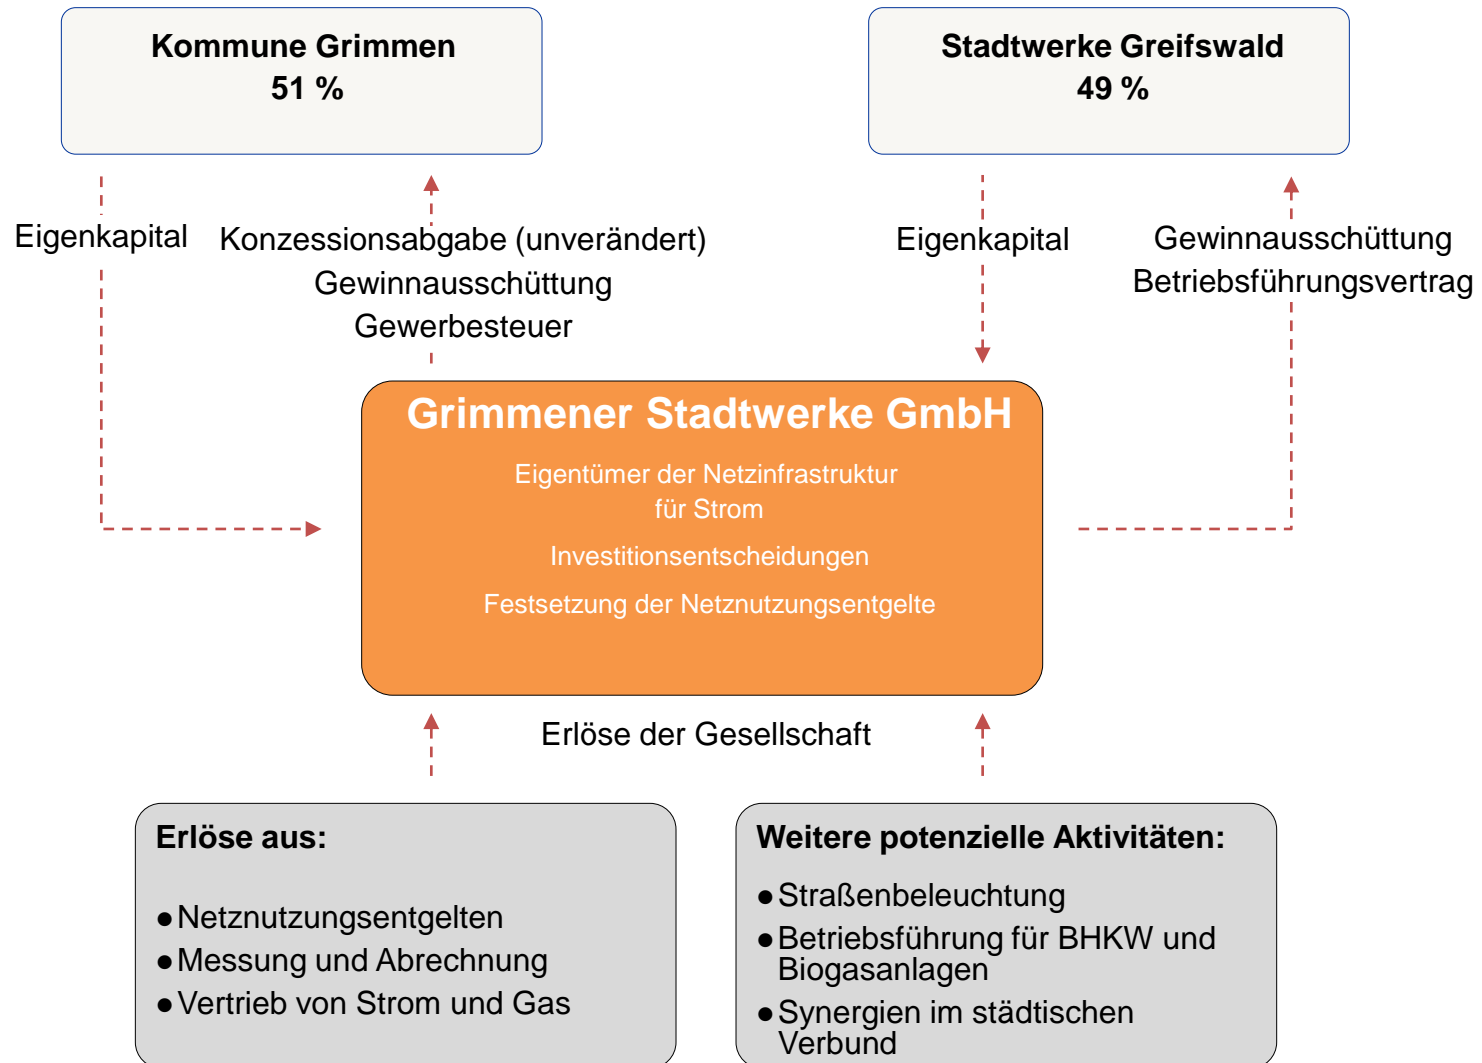 Kommune Grimmen
51 %
Stadtwerke Greifswald
49 %
Eigenkapital
Konzessionsabgabe (unverändert)
Gewinnausschüttung
Gewerbesteuer
Eigenkapital
Gewinnausschüttung
Betriebsführungsvertrag
Grimmener Stadtwerke GmbH
Eigentümer der Netzinfrastruktur
für Strom
Investitionsentscheidungen
Festsetzung der Netznutzungsentgelte
Erlöse der Gesellschaft
Erlöse aus:
●Netznutzungsentgelten
●Messung und Abrechnung
●Vertrieb von Strom und Gas
Weitere potenzielle Aktivitäten:
●Straßenbeleuchtung
●Betriebsführung für BHKW und
Biogasanlagen
●Synergien im städtischen
Verbund